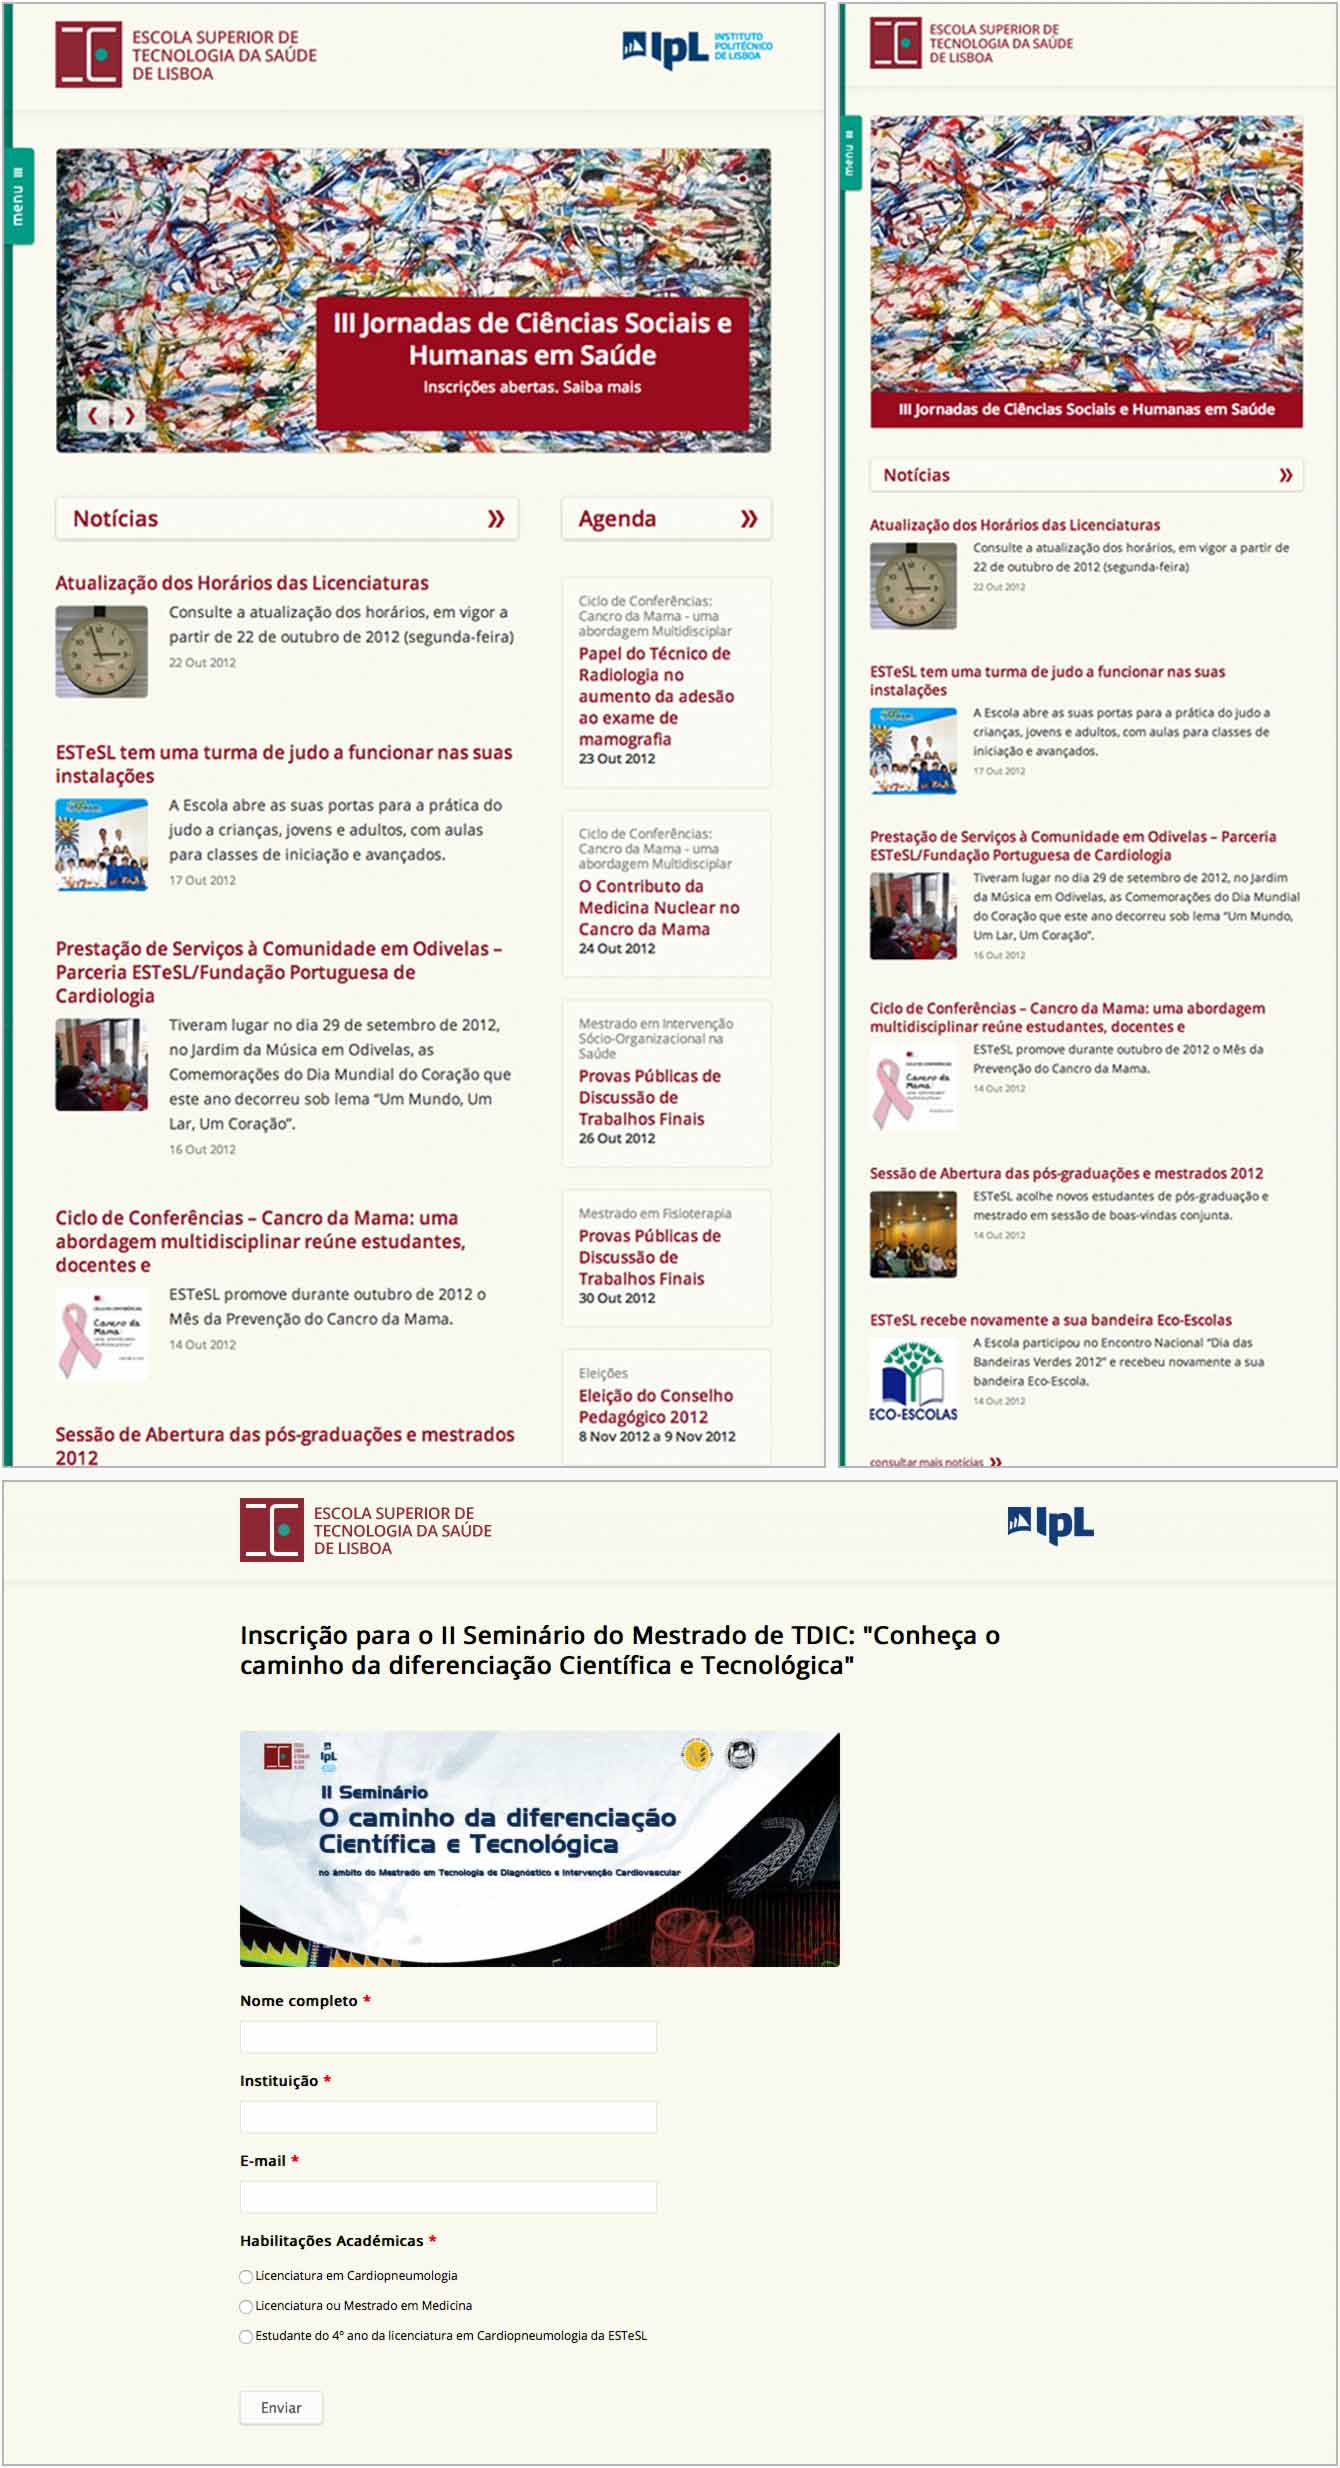 ESCOLA SUPERIOR DE
TECNOLOGIA DA SAÚDE
DE LISBOA
IPL
INSTITUTO
POLITÉCNICO
DE LISBOA
menu
III Jornadas de Ciências Sociais e
Humanas em Saúde
Inscrições abertas. Saiba mais
Notícias
Atualização dos Horários das Licenciaturas
Consulte a atualização dos horários, em vigor a
partir de 22 de outubro de 2012 (segunda-feira)
22 Out 2012
ESTeSL tem uma turma de judo a funcionar nas suas
instalações
A Escola abre as suas portas para a prática do
judo a crianças, jovens e adultos, com aulas
para classes de iniciação e avançados.
17 Out 2012
Prestação de Serviços à Comunidade em Odivelas –
Parceria ESTeSL/Fundação Portuguesa de
Cardiologia
Tiveram lugar no dia 29 de setembro de 2012,
no Jardim da Música em Odivelas, as
Comemorações do Dia Mundial do Coração que
este ano decorreu sob lema “Um Mundo, Um
Lar, Um Coração”.
16 Out 2012
Ciclo de Conferências – Cancro da Mama: uma
abordagem multidisciplinar reúne estudantes,
docentes e
Cancro da
Mama:
ESTeSL promove durante outubro de 2012 o
Mês da Prevenção do Cancro da Mama.
14 Out 2012
Sessão de Abertura das pós-graduações e mestrados
2012
Agenda
Ciclo de Conferências:
Cancro da Mama - uma
abordagem Multidisciplar
Papel do Técnico de
Radiologia no
aumento da adesão
ao exame de
mamografia
23 Out 2012
Ciclo de Conferências:
Cancro da Mama - uma
abordagem Multidisciplar
O Contributo da
Medicina Nuclear no
Cancro da Mama
24 Out 2012
Mestrado em Intervenção
Sócio-Organizacional na
Saúde
Provas Públicas de
Discussão de
Trabalhos Finais
26 Out 2012
Mestrado em Fisioterapia
Provas Públicas de
Discussão de
Trabalhos Finais
30 Out 2012
Eleições
Eleição do Conselho
Pedagógico 2012
8 Nov 2012 a 9 Nov 2012
ESCOLA SUPERIOR DE
TECNOLOGIA DA SAÚDE
DE LISBOA
menu
III Jornadas de Ciências Sociais e Humanas em Saúde
Notícias
Atualização dos Horários das Licenciaturas
Consulte a atualização dos horários, em vigor a partir de
22 de outubro de 2012 (segunda-feira)
22 Out 2012
ESTeSL tem uma turma de judo a funcionar nas suas
instalações
A Escola abre as suas portas para a prática do judo a
crianças, jovens e adultos, com aulas para classes de
iniciação e avançados.
17 Out 2012
Prestação de Serviços à Comunidade em Odivelas – Parceria
ESTeSL/Fundação Portuguesa de Cardiologia
Tiveram lugar no dia 29 de setembro de 2012, no Jardim
da Música em Odivelas, as Comemorações do Dia Mundial
do Coração que este ano decorreu sob lema “Um Mundo,
Um Lar, Um Coração”.
16 Out 2012
Ciclo de Conferências – Cancro da Mama: uma abordagem
multidisciplinar reúne estudantes, docentes e
Cancro da
Mama:
ESTeSL promove durante outubro de 2012 o Mês da
Prevenção do Cancro da Mama.
14 Out 2012
Sessão de Abertura das pós-graduações e mestrados 2012
ESTeSL acolhe novos estudantes de pós-graduação e
mestrado em sessão de boas-vindas conjunta.
14 Out 2012
ESTeSL recebe novamente a sua bandeira Eco-Escolas
ECO-ESCOLAS
A Escola participou no Encontro Nacional “Dia das
Bandeiras Verdes 2012” e recebeu novamente a sua
bandeira Eco-Escola.
14 Out 2012
consultar mais notícias
ESCOLA SUPERIOR DE
TECNOLOGIA DA SAÚDE
DE LISBOA
IPL
Inscrição para o II Seminário do Mestrado de TDIC: "Conheça o
caminho da diferenciação Científica e Tecnológica"
IPL
II Seminário
O caminho da diferenciação
Científica e Tecnológica
no âmbito do Mestrado em Tecnologia de Diagnóstico e Intervenção Cardiovascular
Nome completo *
Instituição *
E-mail *
Habilitações Académicas *
Licenciatura em Cardiopneumologia
Licenciatura ou Mestrado em Medicina
Estudante do 4º ano da licenciatura em Cardiopneumologia da ESTeSL
Enviar